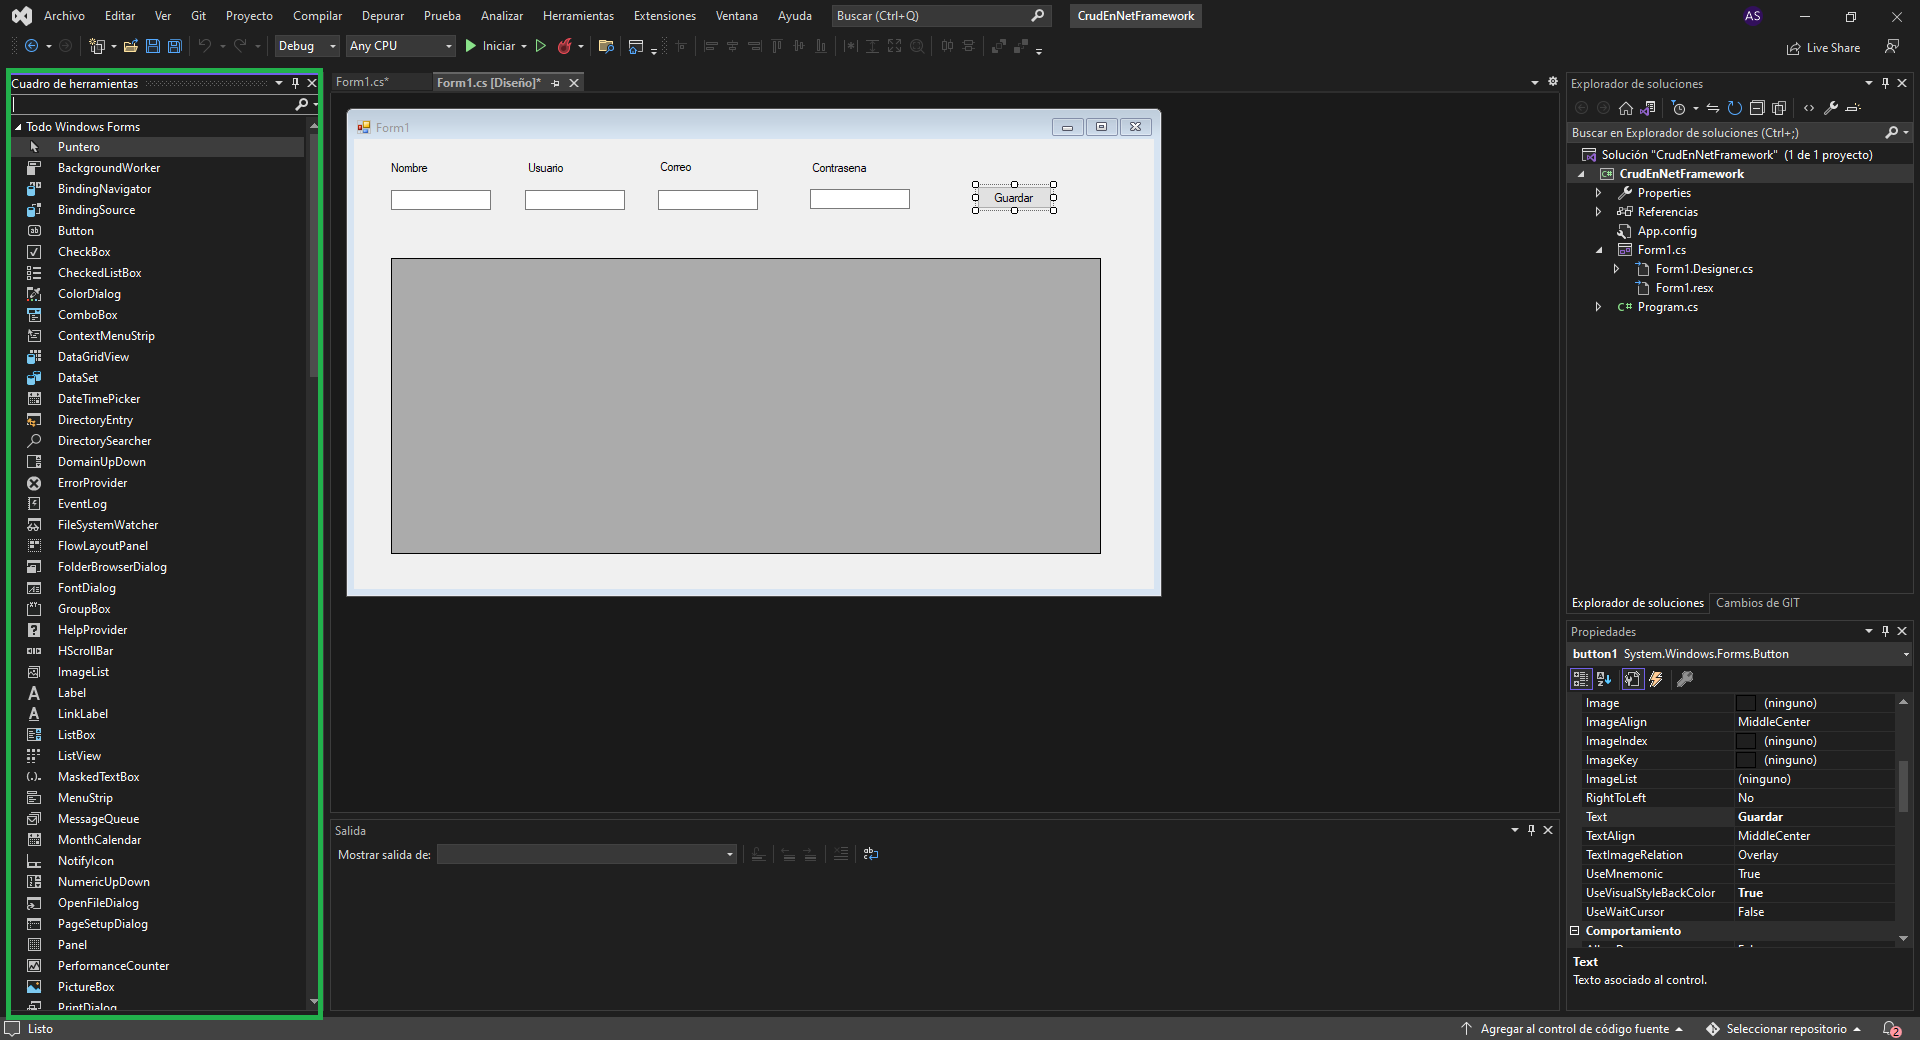 Archivo Editar Ver Git Proyecto Compilar Depurar Prueba Analizar Herramientas Extensiones Ventana Ayuda Buscar (Ctrl+Q) CrudEnNetFramework AS
Debug Any CPU Iniciar Live Share
Cuadro de herramientas
Todo Windows Forms
Puntero
BackgroundWorker
BindingNavigator
BindingSource
Button
CheckBox
CheckedListBox
ColorDialog
ComboBox
ContextMenuStrip
DataGridView
DataSet
DateTimePicker
DirectoryEntry
DirectorySearcher
DomainUpDown
ErrorProvider
EventLog
FileSystemWatcher
FlowLayoutPanel
FolderBrowserDialog
FontDialog
GroupBox
HelpProvider
HScrollBar
ImageList
Label
LinkLabel
ListBox
ListView
MaskedTextBox
MenuStrip
MessageQueue
MonthCalendar
NotifyIcon
NumericUpDown
OpenFileDialog
PageSetupDialog
Panel
PerformanceCounter
PictureBox
PrintDialog
Form1.cs* Form1.cs [Diseño]*
Form1
Nombre Usuario Correo Contrasena
Guardar
Salida
Mostrar salida de:
Explorador de soluciones
Buscar en Explorador de soluciones (Ctrl+;)
Solución "CrudEnNetFramework" (1 de 1 proyecto)
CrudEnNetFramework
Properties
Referencias
App.config
Form1.cs
Form1.Designer.cs
Form1.resx
C# Program.cs
Explorador de soluciones Cambios de GIT
Propiedades
button1 System.Windows.Forms.Button
Image (ninguno)
ImageAlign MiddleCenter
ImageIndex (ninguno)
ImageKey (ninguno)
ImageList (ninguno)
RightToLeft No
Text Guardar
TextAlign MiddleCenter
TextImageRelation Overlay
UseMnemonic True
UseVisualStyleBackColor True
UseWaitCursor False
Comportamiento
Text
Texto asociado al control.
Listo Agregar al control de código fuente Seleccionar repositorio 2